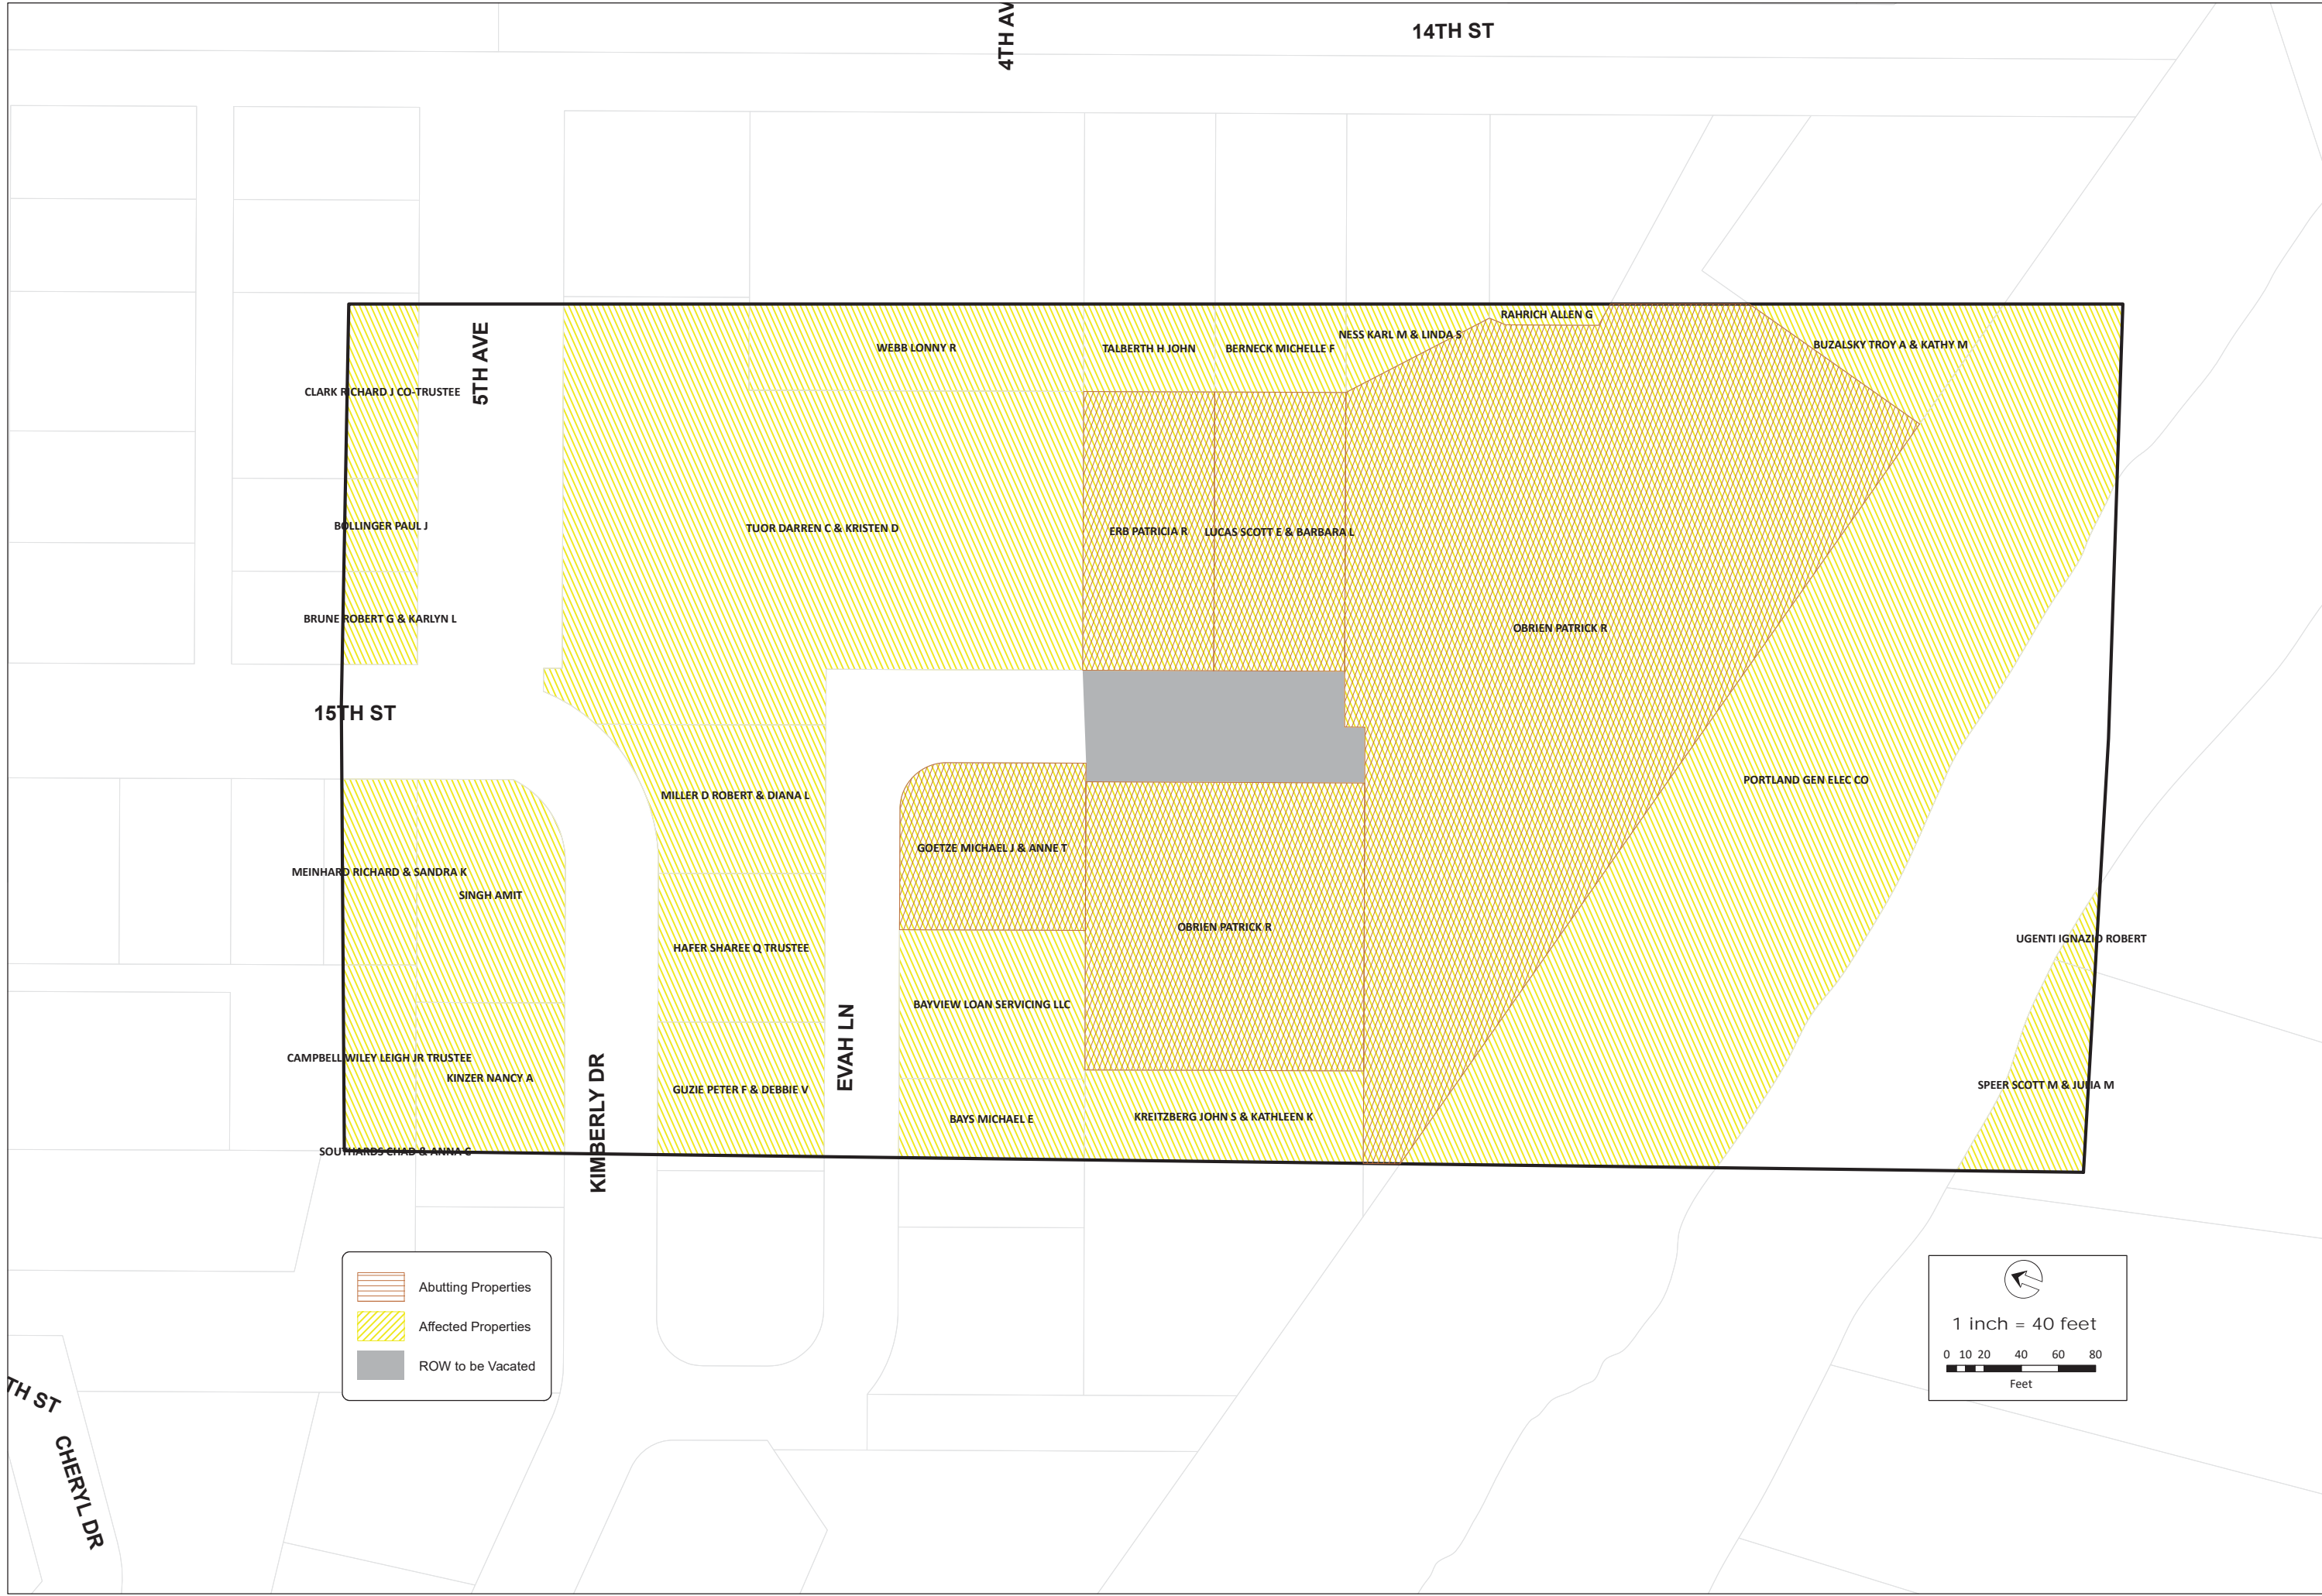 4TH AV
14TH ST
RAHRICH ALLEN G
NESS KARL M & LINDA S
BUZALSKY TROY A & KATHY M
WEBB LONNY R
TALBERTH H JOHN
BERNECK MICHELLE F
5TH AVE
CLARK RICHARD J CO-TRUSTEE
BOLLINGER PAUL J
TUOR DARREN C & KRISTEN D
ERB PATRICIA R
LUCAS SCOTT E & BARBARA L
BRUNE ROBERT G & KARLYN L
OBRIEN PATRICK R
15TH ST
PORTLAND GEN ELEC CO
MILLER D ROBERT & DIANA L
GOETZE MICHAEL J & ANNE T
MEINHARD RICHARD & SANDRA K
SINGH AMIT
OBRIEN PATRICK R
UGENTI IGNAZIO ROBERT
HAFER SHAREE Q TRUSTEE
BAYVIEW LOAN SERVICING LLC
EVAH LN
CAMPBELL WILEY LEIGH JR TRUSTEE
KINZER NANCY A
KIMBERLY DR
GUZIE PETER F & DEBBIE V
SPEER SCOTT M & JULIA M
BAYS MICHAEL E
KREITZBERG JOHN S & KATHLEEN K
SOUTHARDS CHAD & ANNA C
Abutting Properties
Affected Properties
ROW to be Vacated
1 inch = 40 feet
0 10 20 40 60 80
Feet
TH ST
CHERYL DR